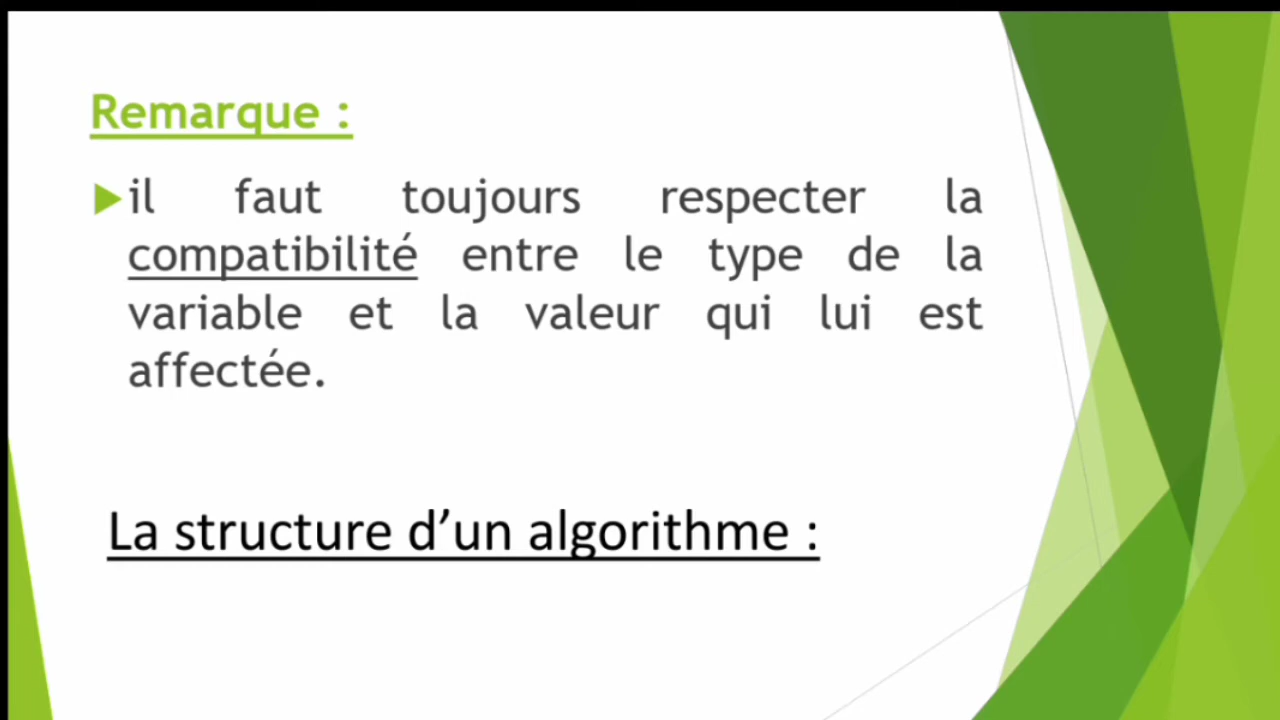 Remarque :
il faut toujours respecter la
compatibilité entre le type de la
variable et la valeur qui lui est
affectée.
La structure d’un algorithme :